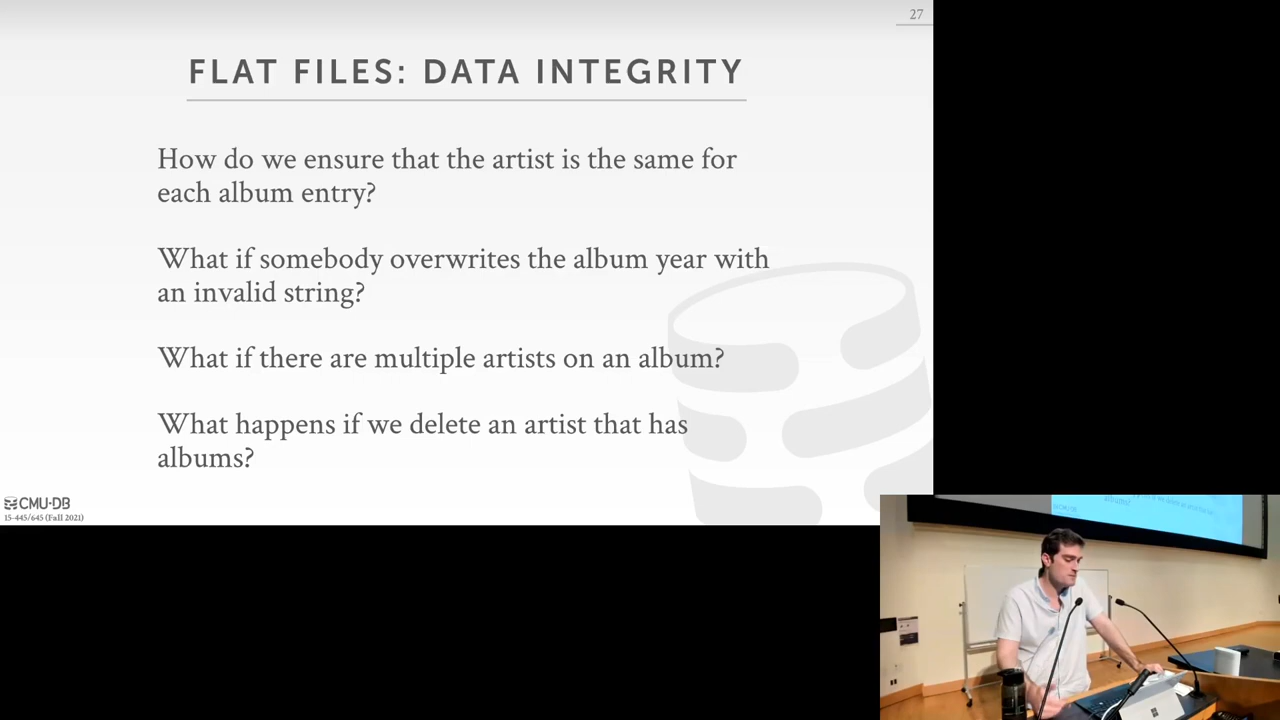 27
FLAT FILES: DATA INTEGRITY
How do we ensure that the artist is the same for
each album entry?
What if somebody overwrites the album year with
an invalid string?
What if there are multiple artists on an album?
What happens if we delete an artist that has
albums?
CMU·DB
15-445/645 (Fall 2021)
albums?